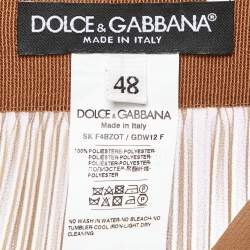 DOLCE & GABBANA
MADE IN ITALY
48
DOLCE & GABBANA
Made in Italy
SK F4BZOT / GDW12 F
100% POLIESTERE-POLYESTER-
POLYESTER-
NO WASH IN WATER-NO BLEACH-NO
TUMBLER-COOL IRON-LIGHT DRY
CLEANING